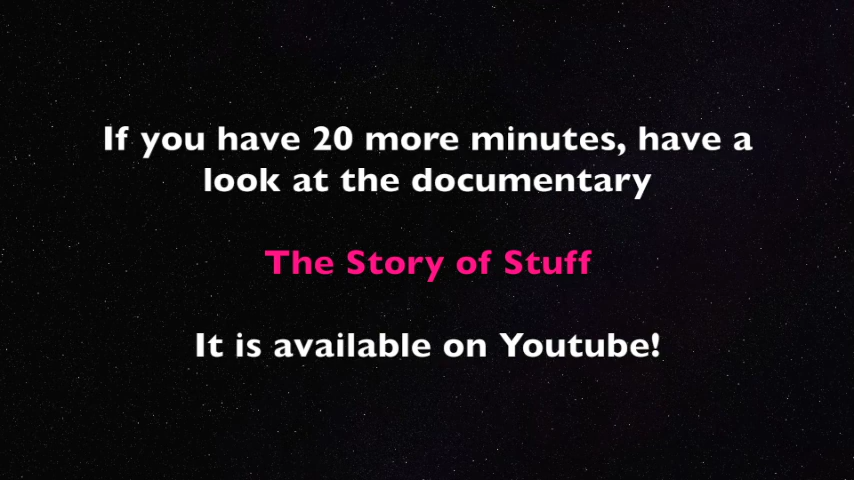 If you have 20 more minutes, have a
look at the documentary
The Story of Stuff
It is available on Youtube!